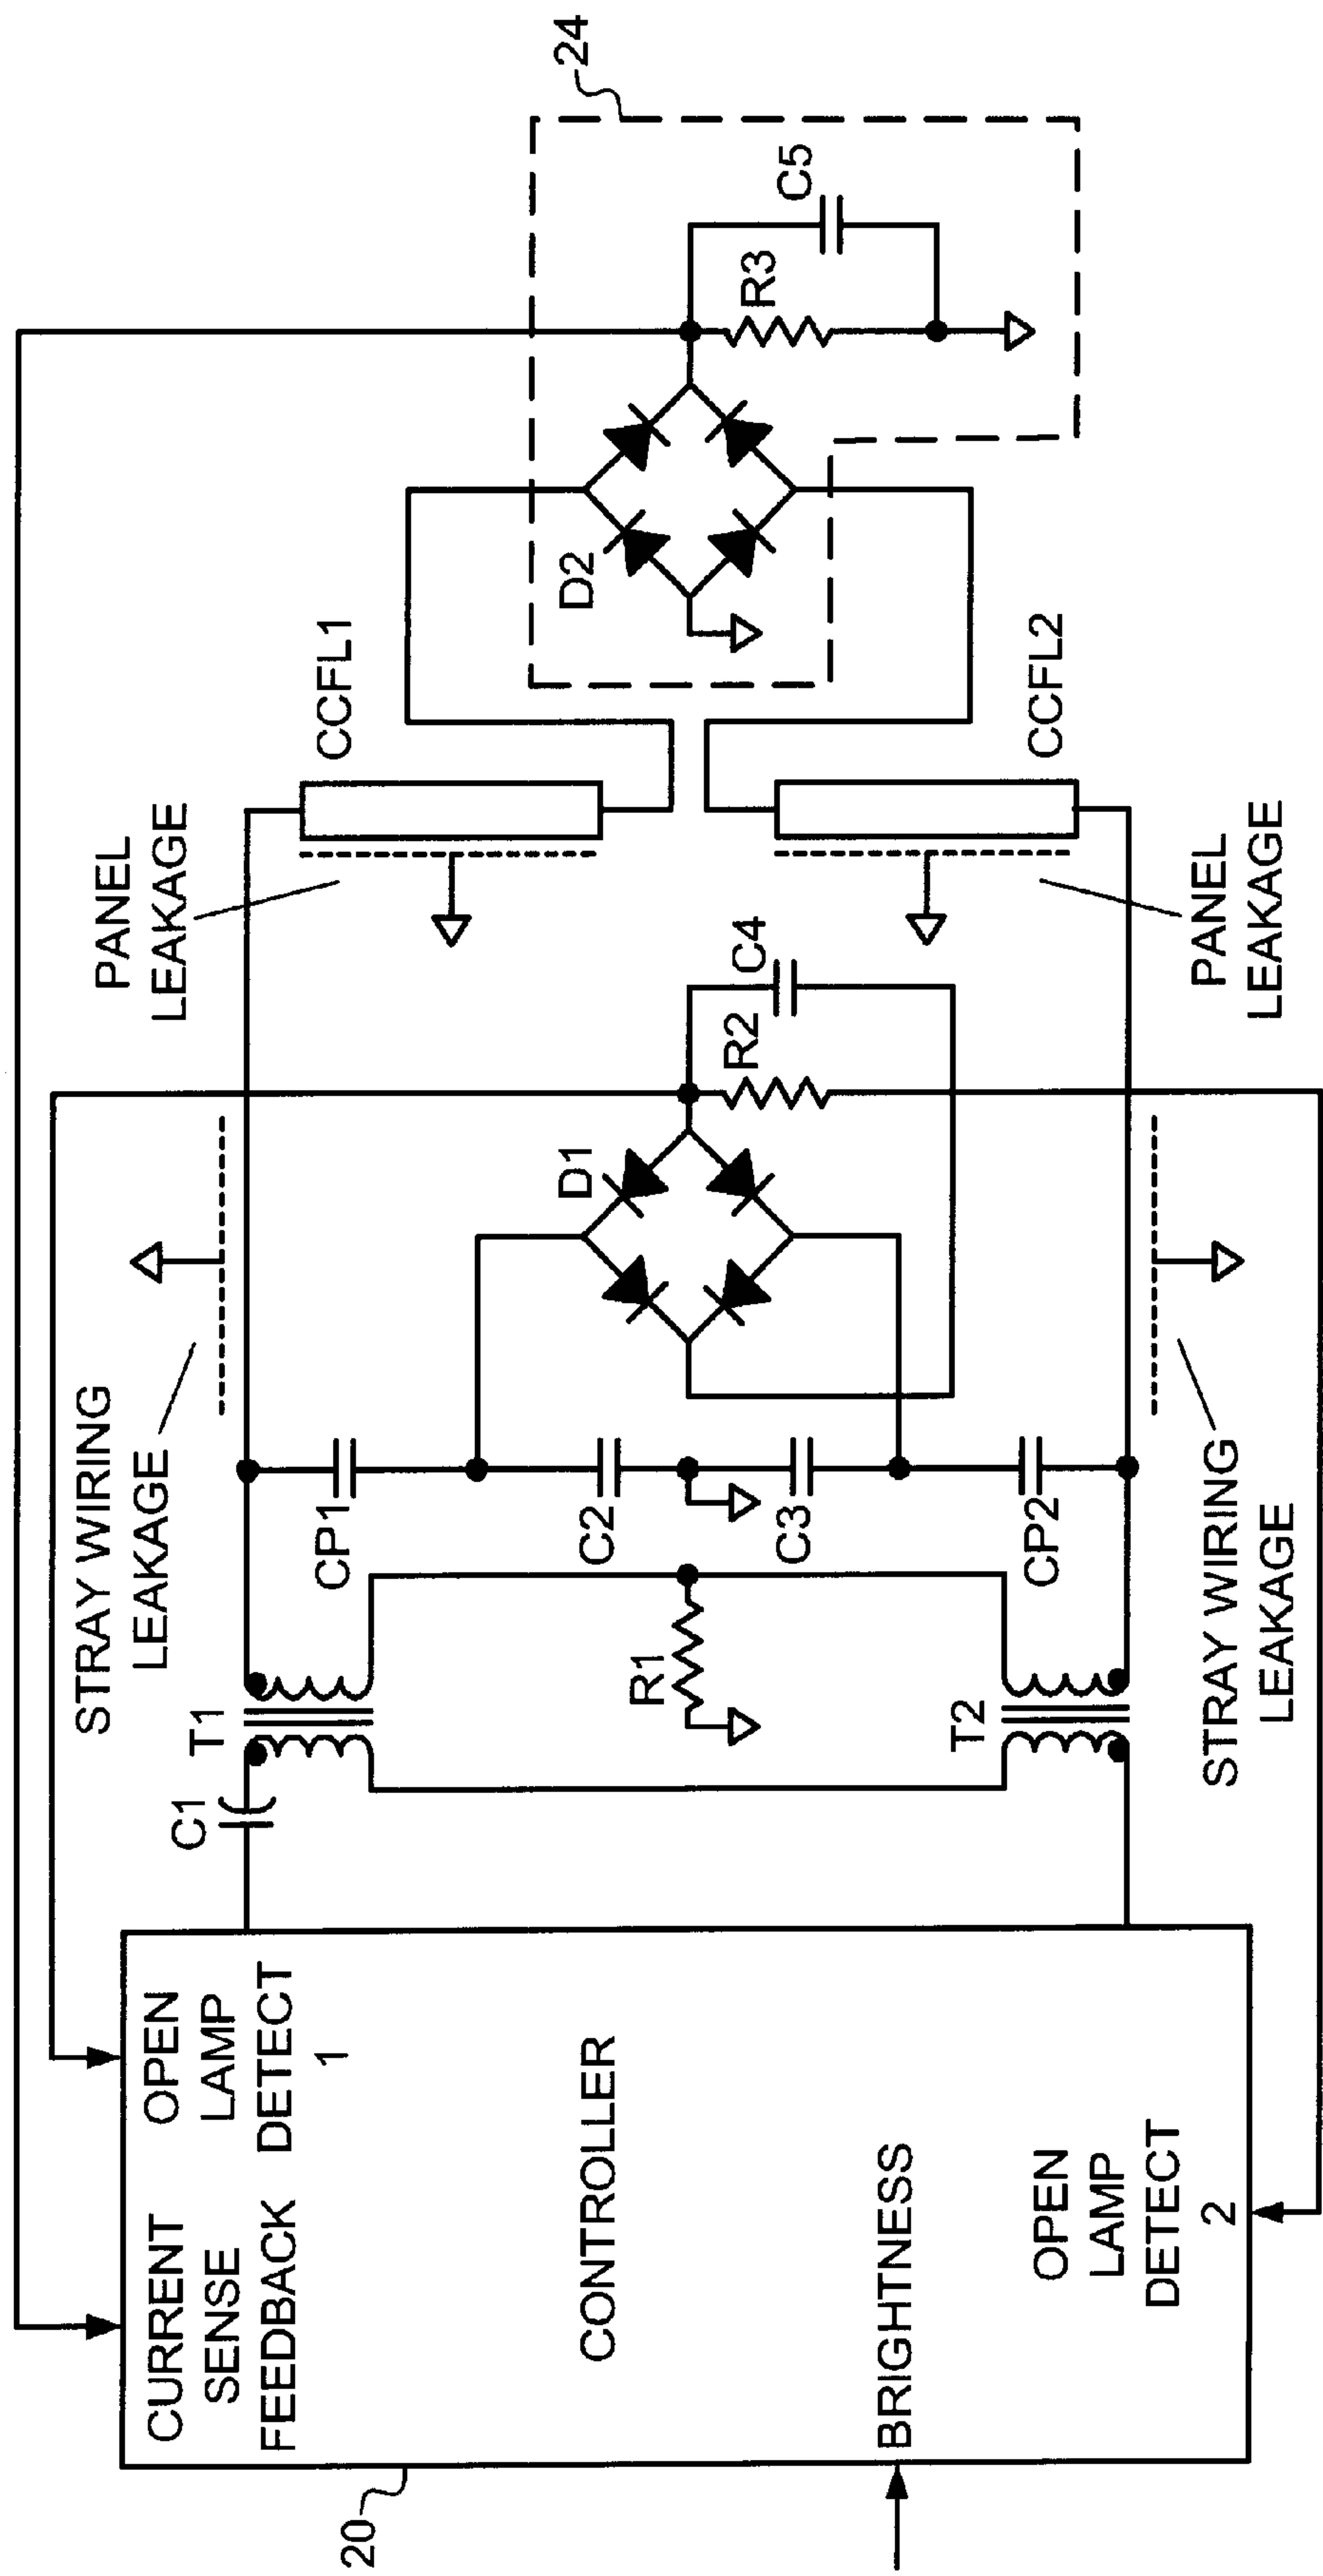 24
C5
R3
D2
CCFL1
CCFL2
PANEL
LEAKAGE
PANEL
LEAKAGE
C4
R2
D1
STRAY WIRING
LEAKAGE
STRAY WIRING
LEAKAGE
CP1
C2
C3
CP2
R1
T1
T2
C1
CURRENT
SENSE
FEEDBACK
OPEN
LAMP
DETECT
1
CONTROLLER
BRIGHTNESS
OPEN
LAMP
DETECT
2
20